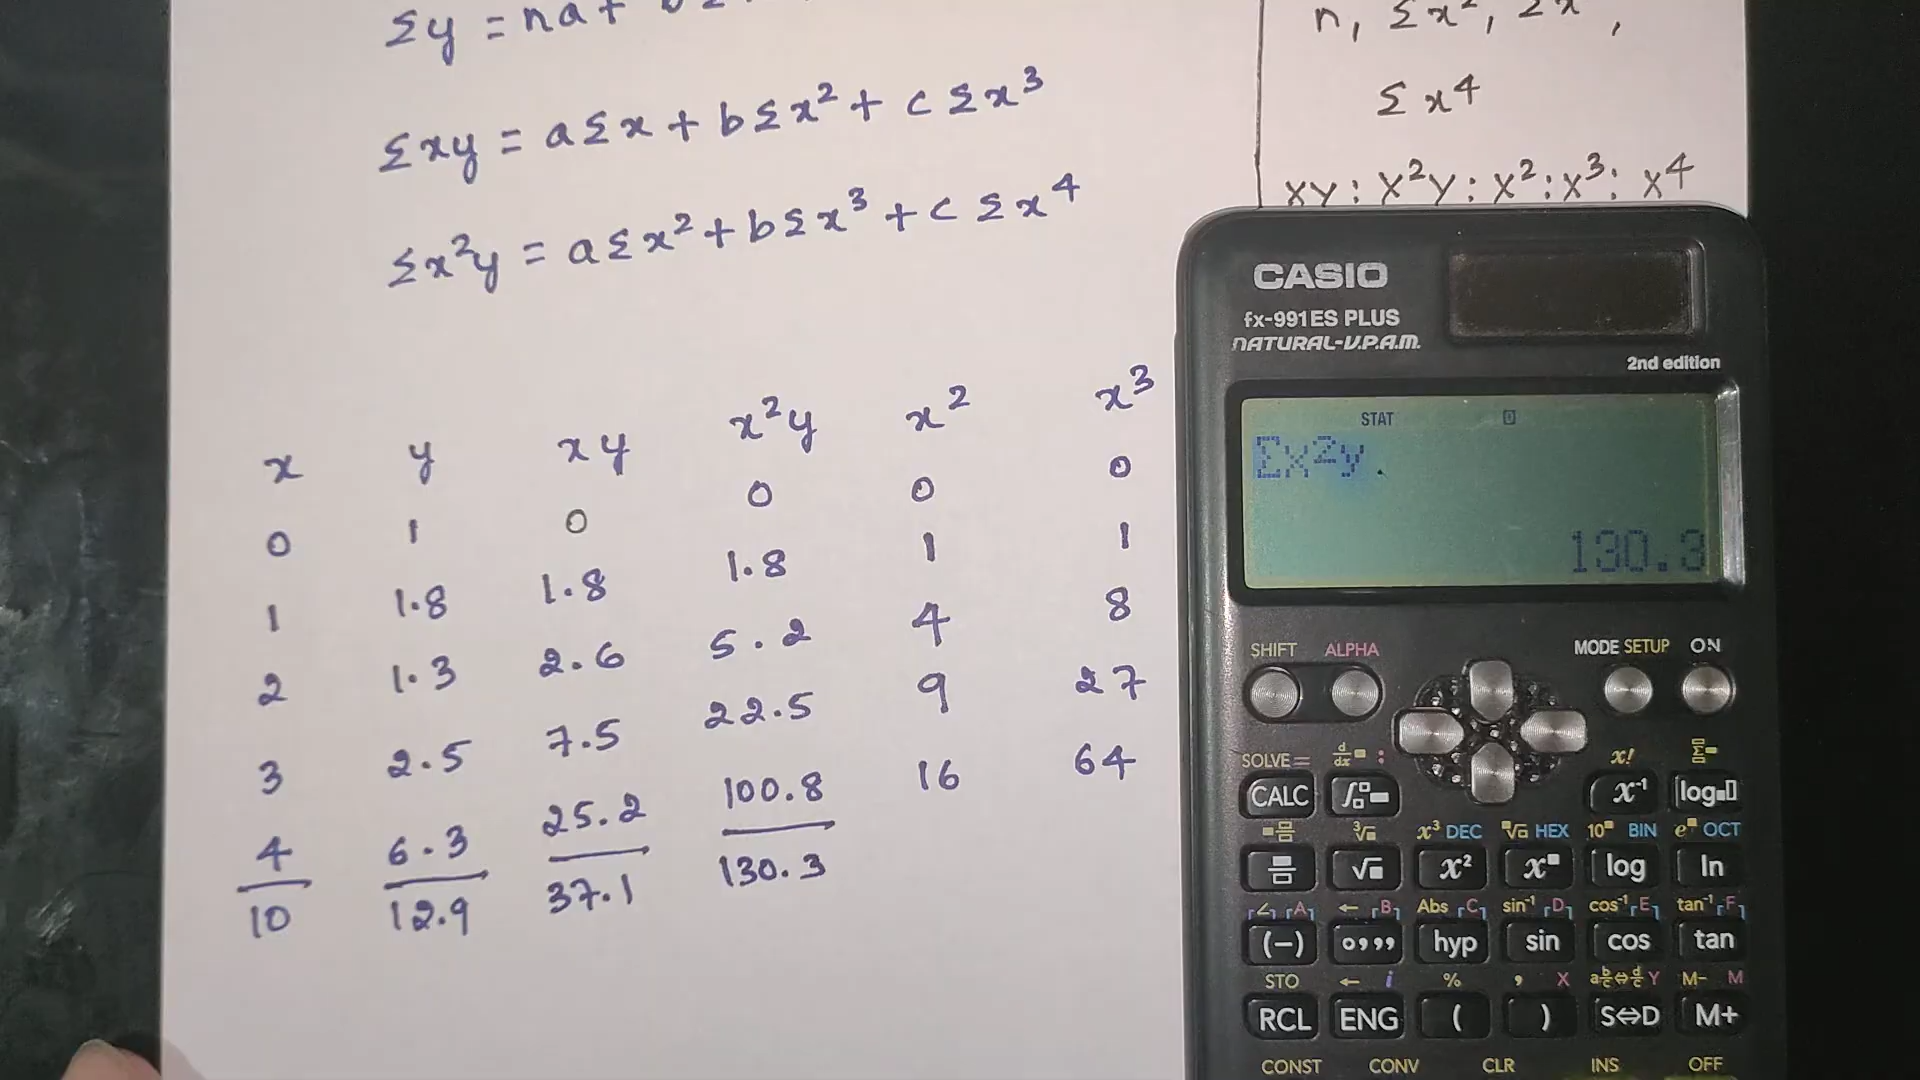 Σy = na +
Σxy = aΣx + bΣx² + cΣx³
Σx²y = aΣx² + bΣx³ + cΣx⁴
n, Σx²,
Σx⁴
XY : X²Y : X² : X³ : X⁴
x y xy x²y x² x³
0 1 0 0 0 0
1 1.8 1.8 1.8 1 1
2 1.3 2.6 5.2 4 8
3 2.5 7.5 22.5 9 27
4 6.3 25.2 100.8 16 64
10 12.9 37.1 130.3
CASIO
fx-991ES PLUS
NATURAL-V.P.A.M.
2nd edition
STAT D
Σx²y
130.3
SHIFT ALPHA MODE SETUP ON
SOLVE = d/dx : x! Σ
CALC ∫ x⁻¹ log
³√ x³ DEC √ HEX 10 BIN e OCT
√ x² x log ln
∠ A ← B Abs C sin⁻¹ D cos⁻¹ E tan⁻¹ F
(−) o,,, hyp sin cos tan
STO ← i % , X a b/c⇔d/c Y M− M
RCL ENG ( ) S⇔D M+
CONST CONV CLR INS OFF